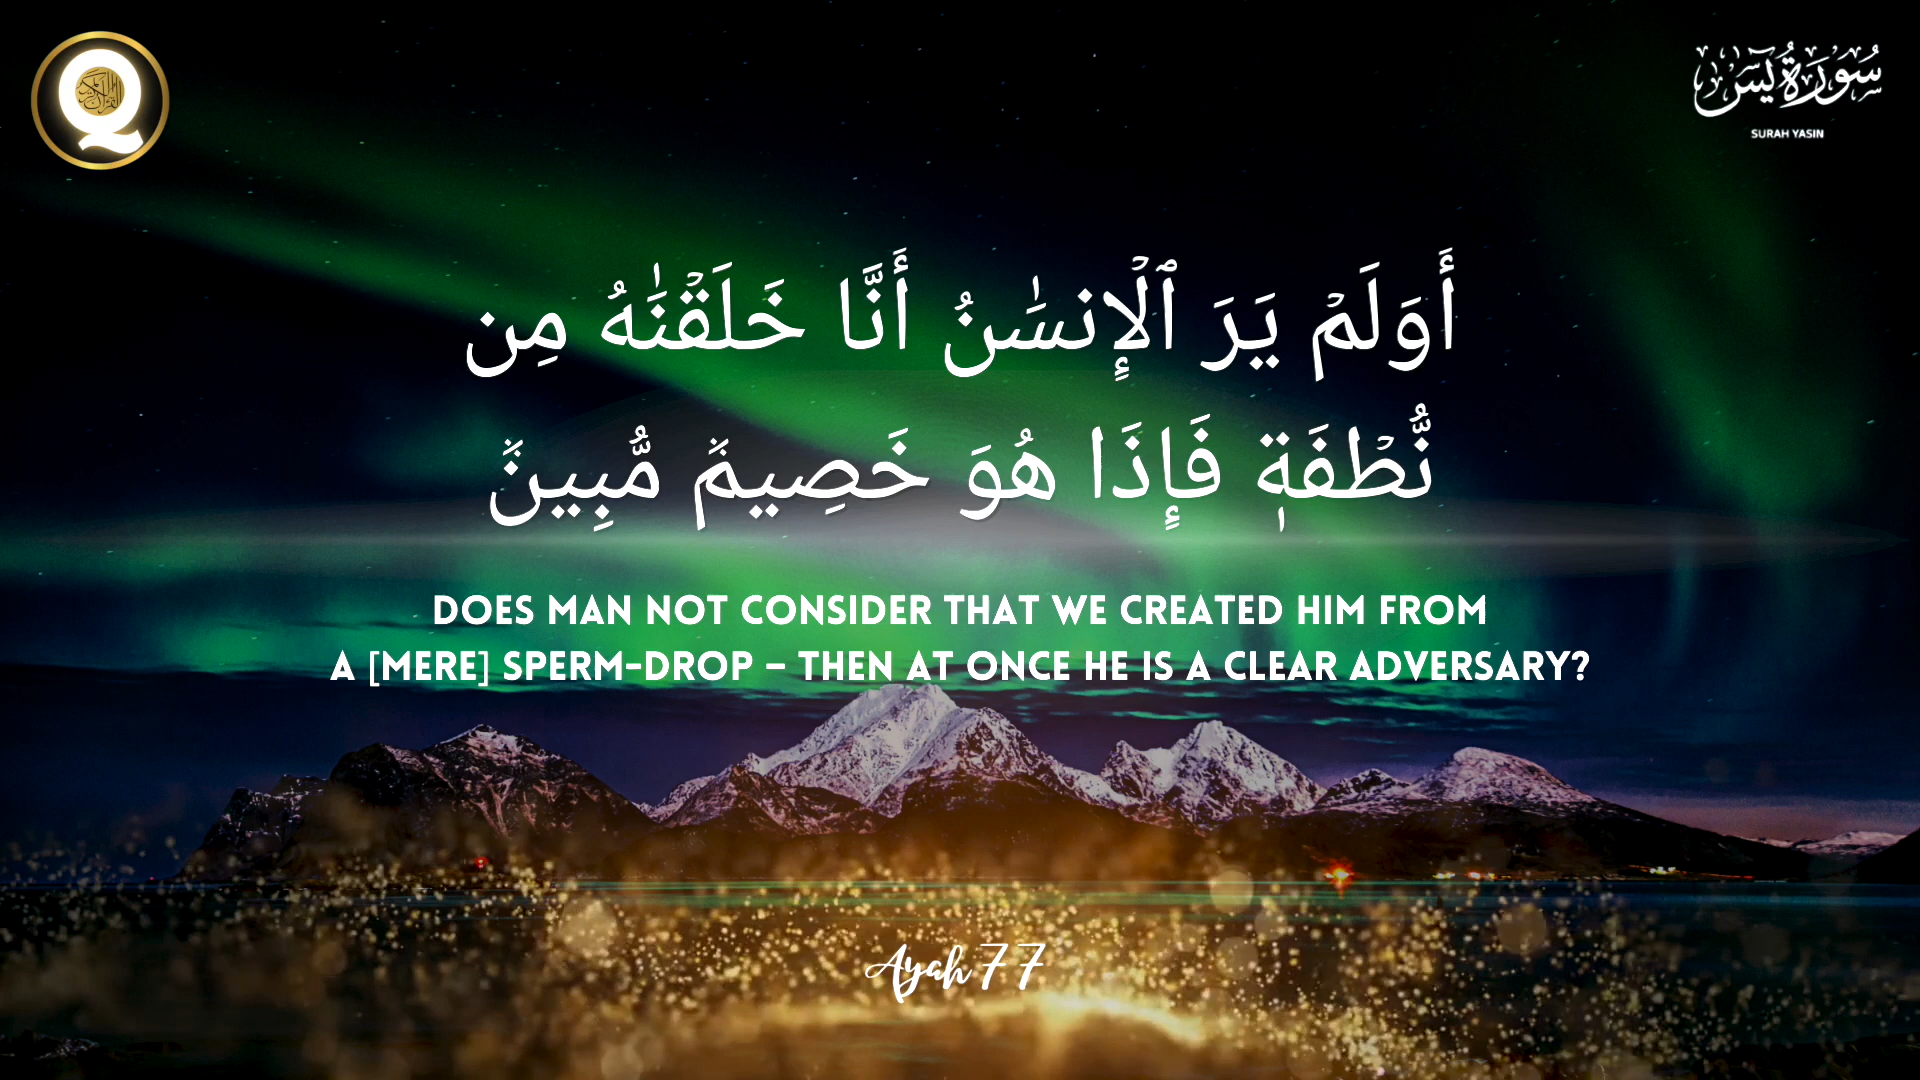 سُورَةُ يسٓ
SURAH YASIN
أَوَلَمۡ يَرَ ٱلۡإِنسَٰنُ أَنَّا خَلَقۡنَٰهُ مِن
نُّطۡفَةٖ فَإِذَا هُوَ خَصِيمٞ مُّبِينٞ
DOES MAN NOT CONSIDER THAT WE CREATED HIM FROM
A [MERE] SPERM-DROP – THEN AT ONCE HE IS A CLEAR ADVERSARY?
Ayah 77